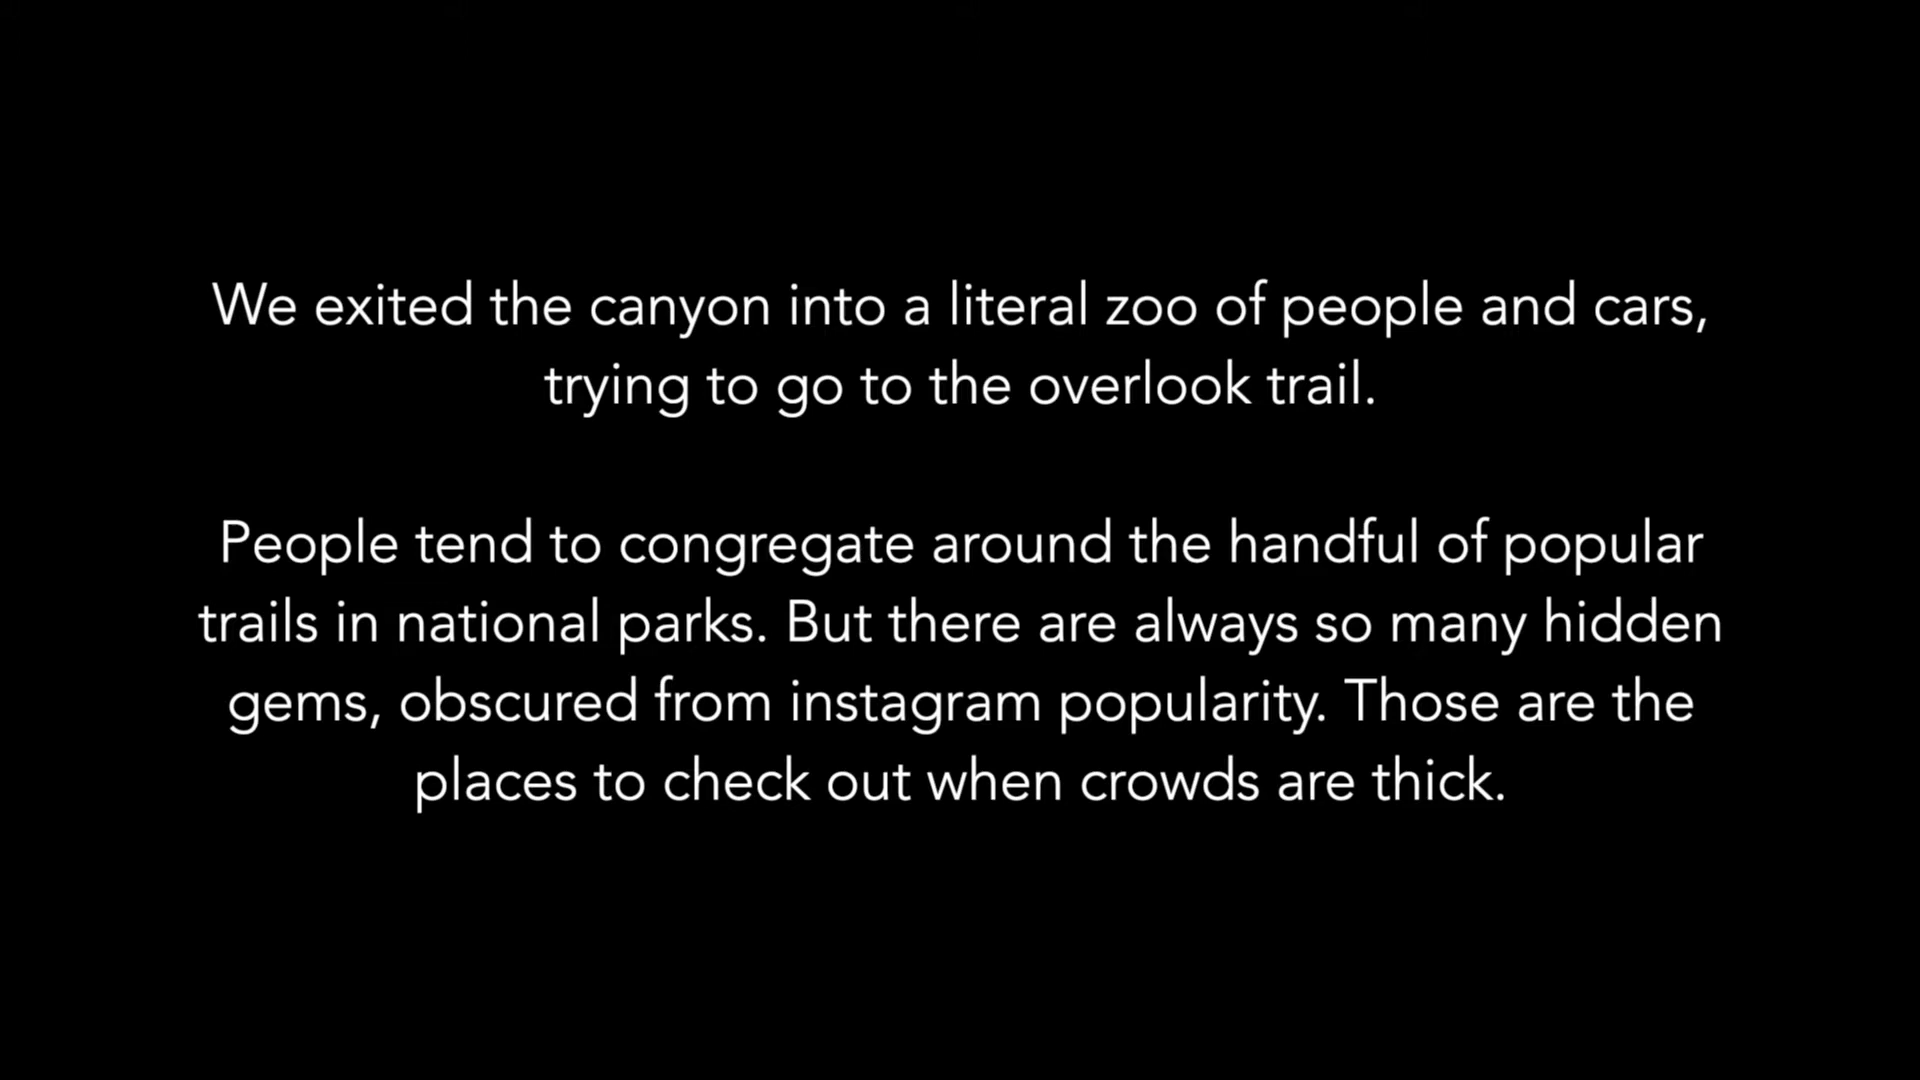 We exited the canyon into a literal zoo of people and cars,
trying to go to the overlook trail.
People tend to congregate around the handful of popular
trails in national parks. But there are always so many hidden
gems, obscured from instagram popularity. Those are the
places to check out when crowds are thick.